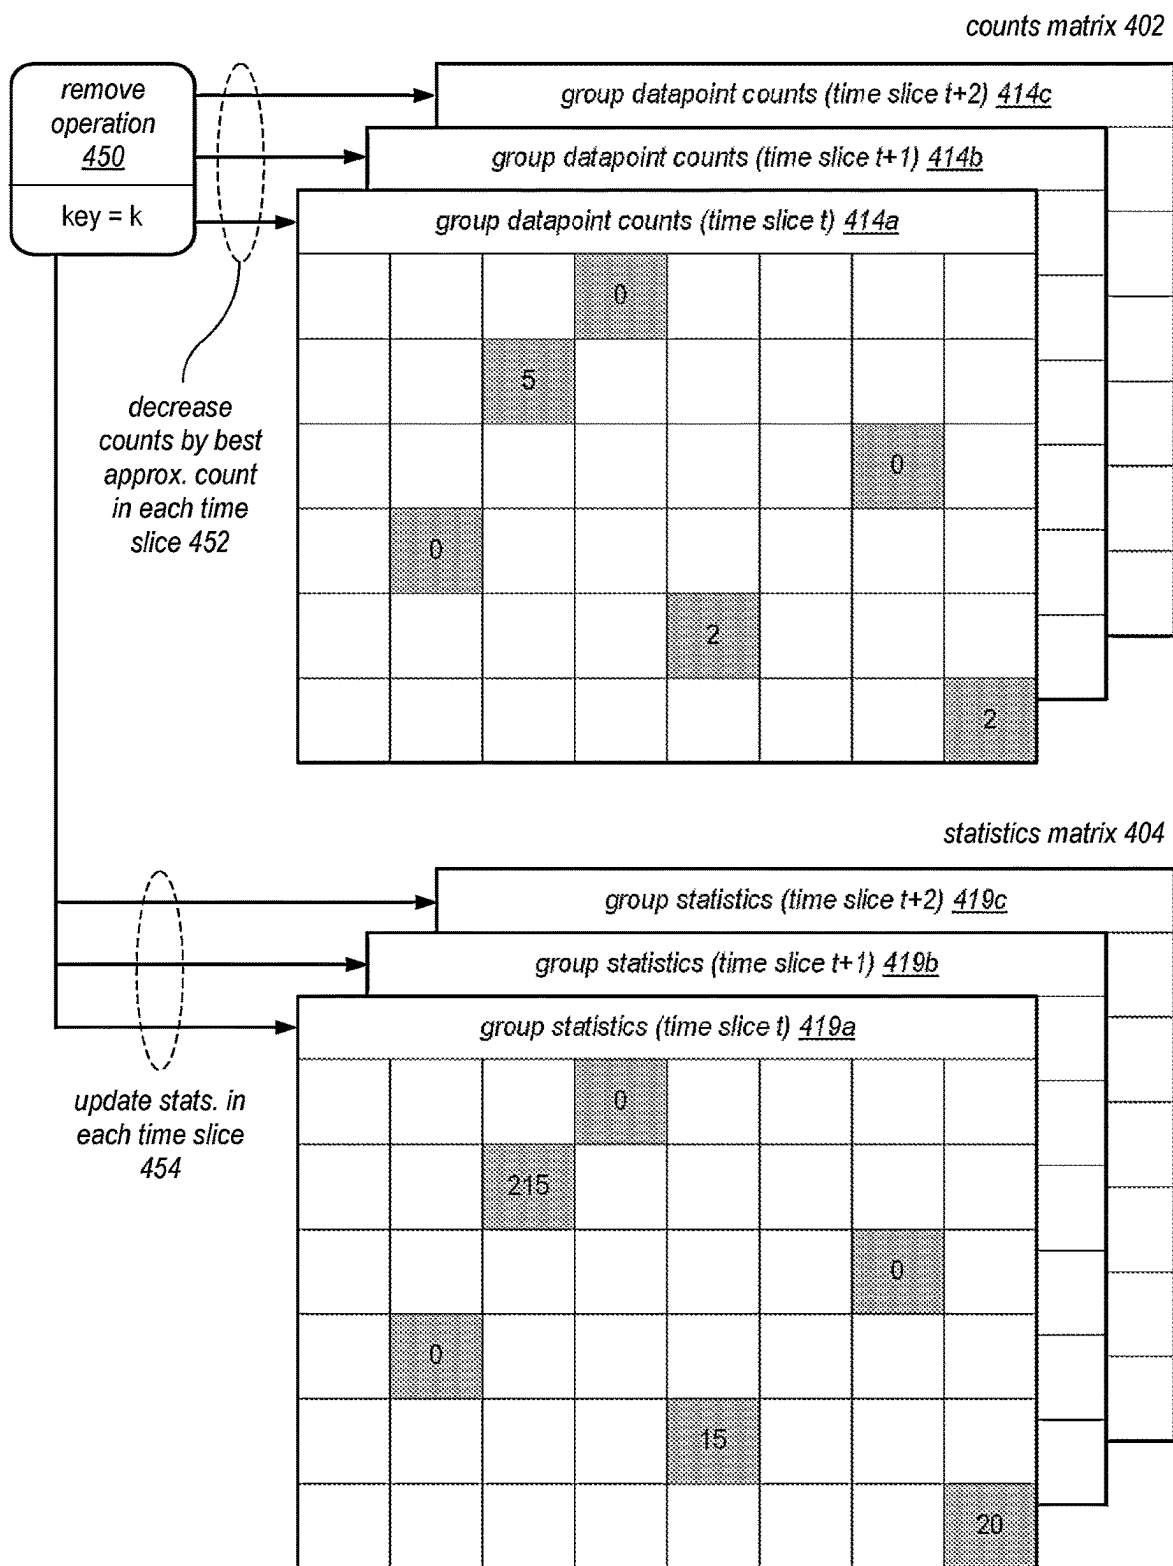 counts matrix 402
remove
operation
450
key = k
group datapoint counts (time slice t+2) 414c
group datapoint counts (time slice t+1) 414b
group datapoint counts (time slice t) 414a
0
5
0
0
2
2
decrease
counts by best
approx. count
in each time
slice 452
statistics matrix 404
group statistics (time slice t+2) 419c
group statistics (time slice t+1) 419b
group statistics (time slice t) 419a
0
215
0
0
15
20
update stats. in
each time slice
454